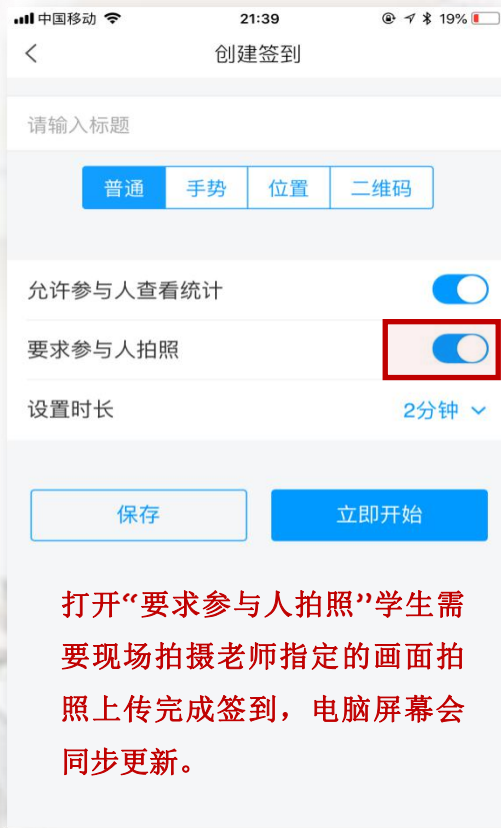 中国移动 21:39 19%
创建签到
请输入标题
普通 手势 位置 二维码
允许参与人查看统计
要求参与人拍照
设置时长 2分钟
保存 立即开始
打开“要求参与人拍照”学生需
要现场拍摄老师指定的画面拍
照上传完成签到，电脑屏幕会
同步更新。